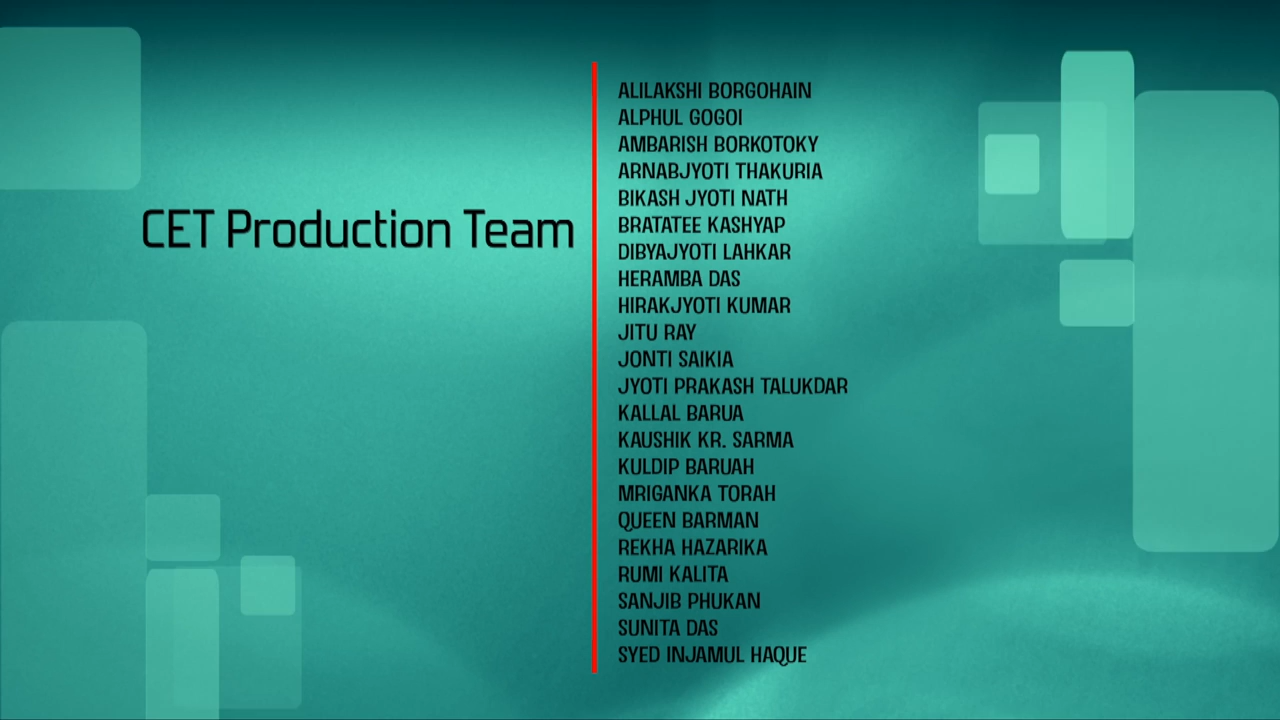 CET Production Team
ALILAKSHI BORGOHAIN
ALPHUL GOGOI
AMBARISH BORKOTOKY
ARNABJYOTI THAKURIA
BIKASH JYOTI NATH
BRATATEE KASHYAP
DIBYAJYOTI LAHKAR
HERAMBA DAS
HIRAKJYOTI KUMAR
JITU RAY
JONTI SAIKIA
JYOTI PRAKASH TALUKDAR
KALLAL BARUA
KAUSHIK KR. SARMA
KULDIP BARUAH
MRIGANKA TORAH
QUEEN BARMAN
REKHA HAZARIKA
RUMI KALITA
SANJIB PHUKAN
SUNITA DAS
SYED INJAMUL HAQUE